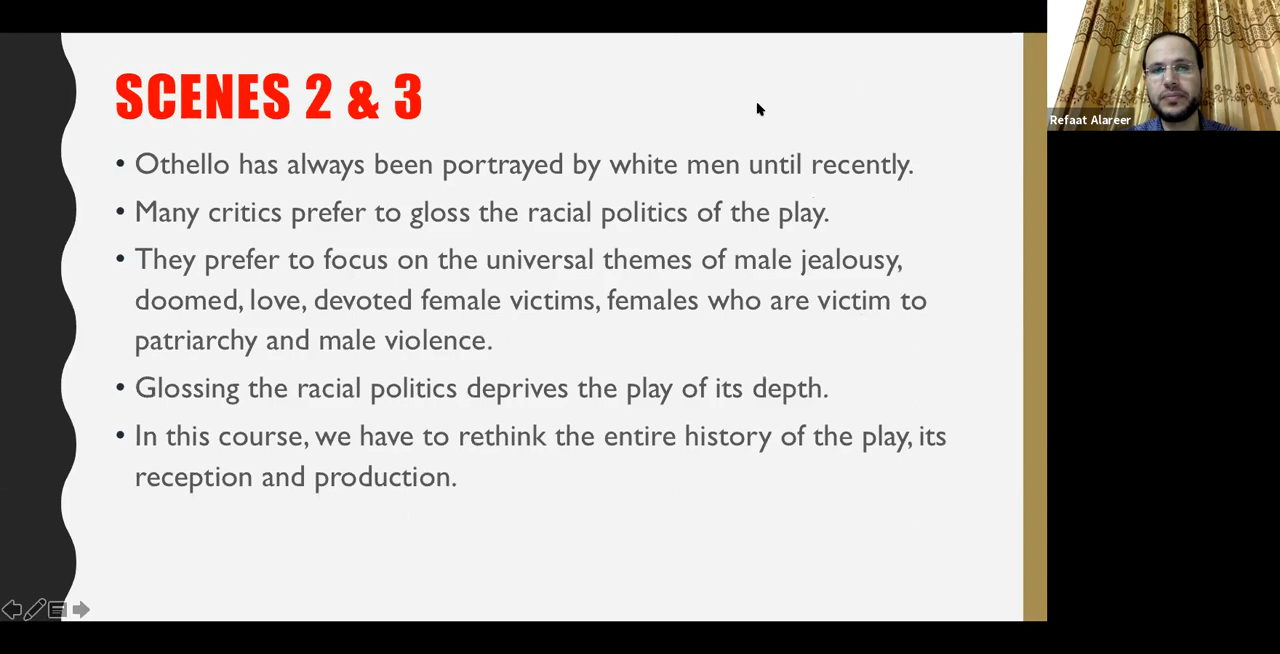 SCENES 2 & 3
• Othello has always been portrayed by white men until recently.
• Many critics prefer to gloss the racial politics of the play.
• They prefer to focus on the universal themes of male jealousy,
doomed, love, devoted female victims, females who are victim to
patriarchy and male violence.
• Glossing the racial politics deprives the play of its depth.
• In this course, we have to rethink the entire history of the play, its
reception and production.
Refaat Alareer